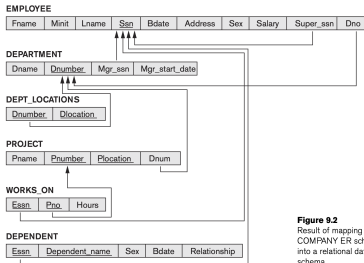 EMPLOYEE
Fname Minit Lname Ssn Bdate Address Sex Salary Super_ssn Dno
DEPARTMENT
Dname Dnumber Mgr_ssn Mgr_start_date
DEPT_LOCATIONS
Dnumber Dlocation
PROJECT
Pname Pnumber Plocation Dnum
WORKS_ON
Essn Pno Hours
DEPENDENT
Essn Dependent_name Sex Bdate Relationship
Figure 9.2
Result of mapping
COMPANY ER sch
into a relational da
schema